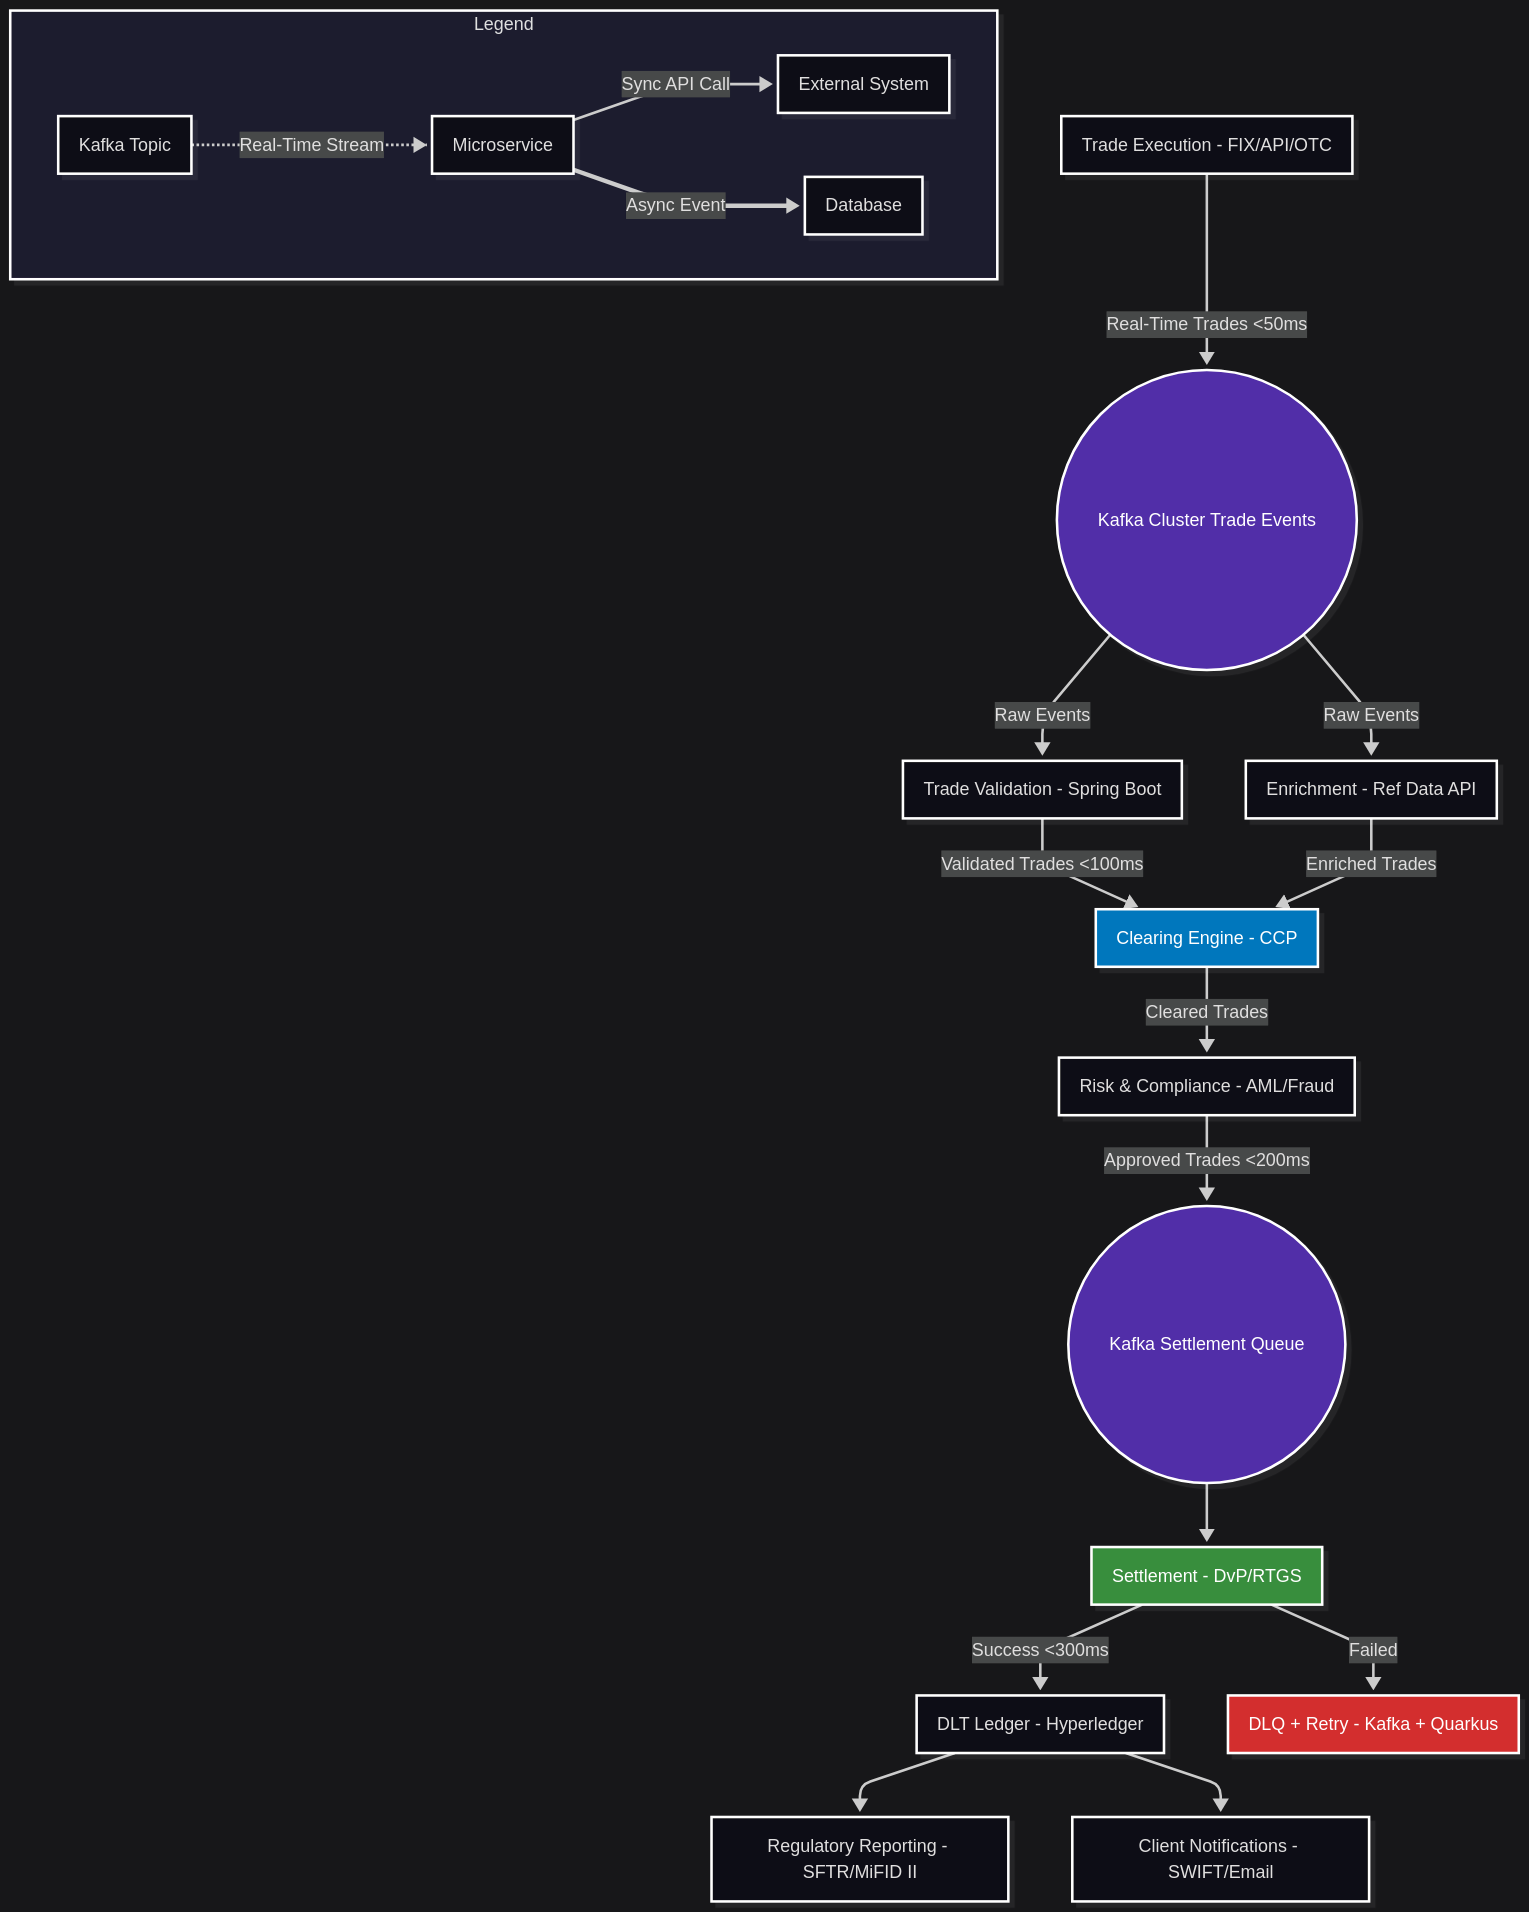 Legend
Sync API Call
External System
Kafka Topic
Real-Time Stream
Microservice
Async Event
Database
Trade Execution - FIX/API/OTC
Real-Time Trades <50ms
Kafka Cluster Trade Events
Raw Events
Raw Events
Trade Validation - Spring Boot
Enrichment - Ref Data API
Validated Trades <100ms
Enriched Trades
Clearing Engine - CCP
Cleared Trades
Risk & Compliance - AML/Fraud
Approved Trades <200ms
Kafka Settlement Queue
Settlement - DvP/RTGS
Success <300ms
Failed
DLT Ledger - Hyperledger
DLQ + Retry - Kafka + Quarkus
Regulatory Reporting -
SFTR/MiFID II
Client Notifications -
SWIFT/Email